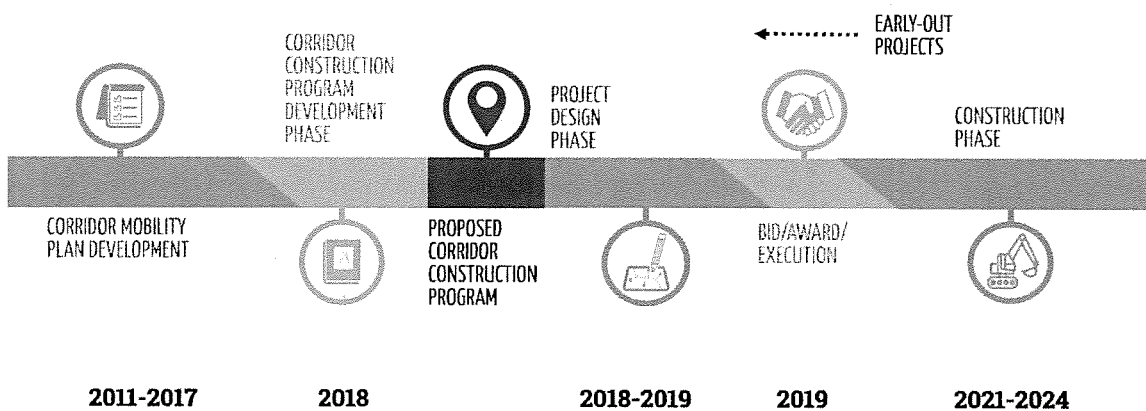 EARLY-OUT
PROJECTS
CORRIDOR
CONSTRUCTION
PROGRAM
DEVELOPMENT
PHASE
PROJECT
DESIGN
PHASE
CONSTRUCTION
PHASE
CORRIDOR MOBILITY
PLAN DEVELOPMENT
PROPOSED
CORRIDOR
CONSTRUCTION
PROGRAM
BID/AWARD/
EXECUTION
2011-2017
2018
2018-2019
2019
2021-2024